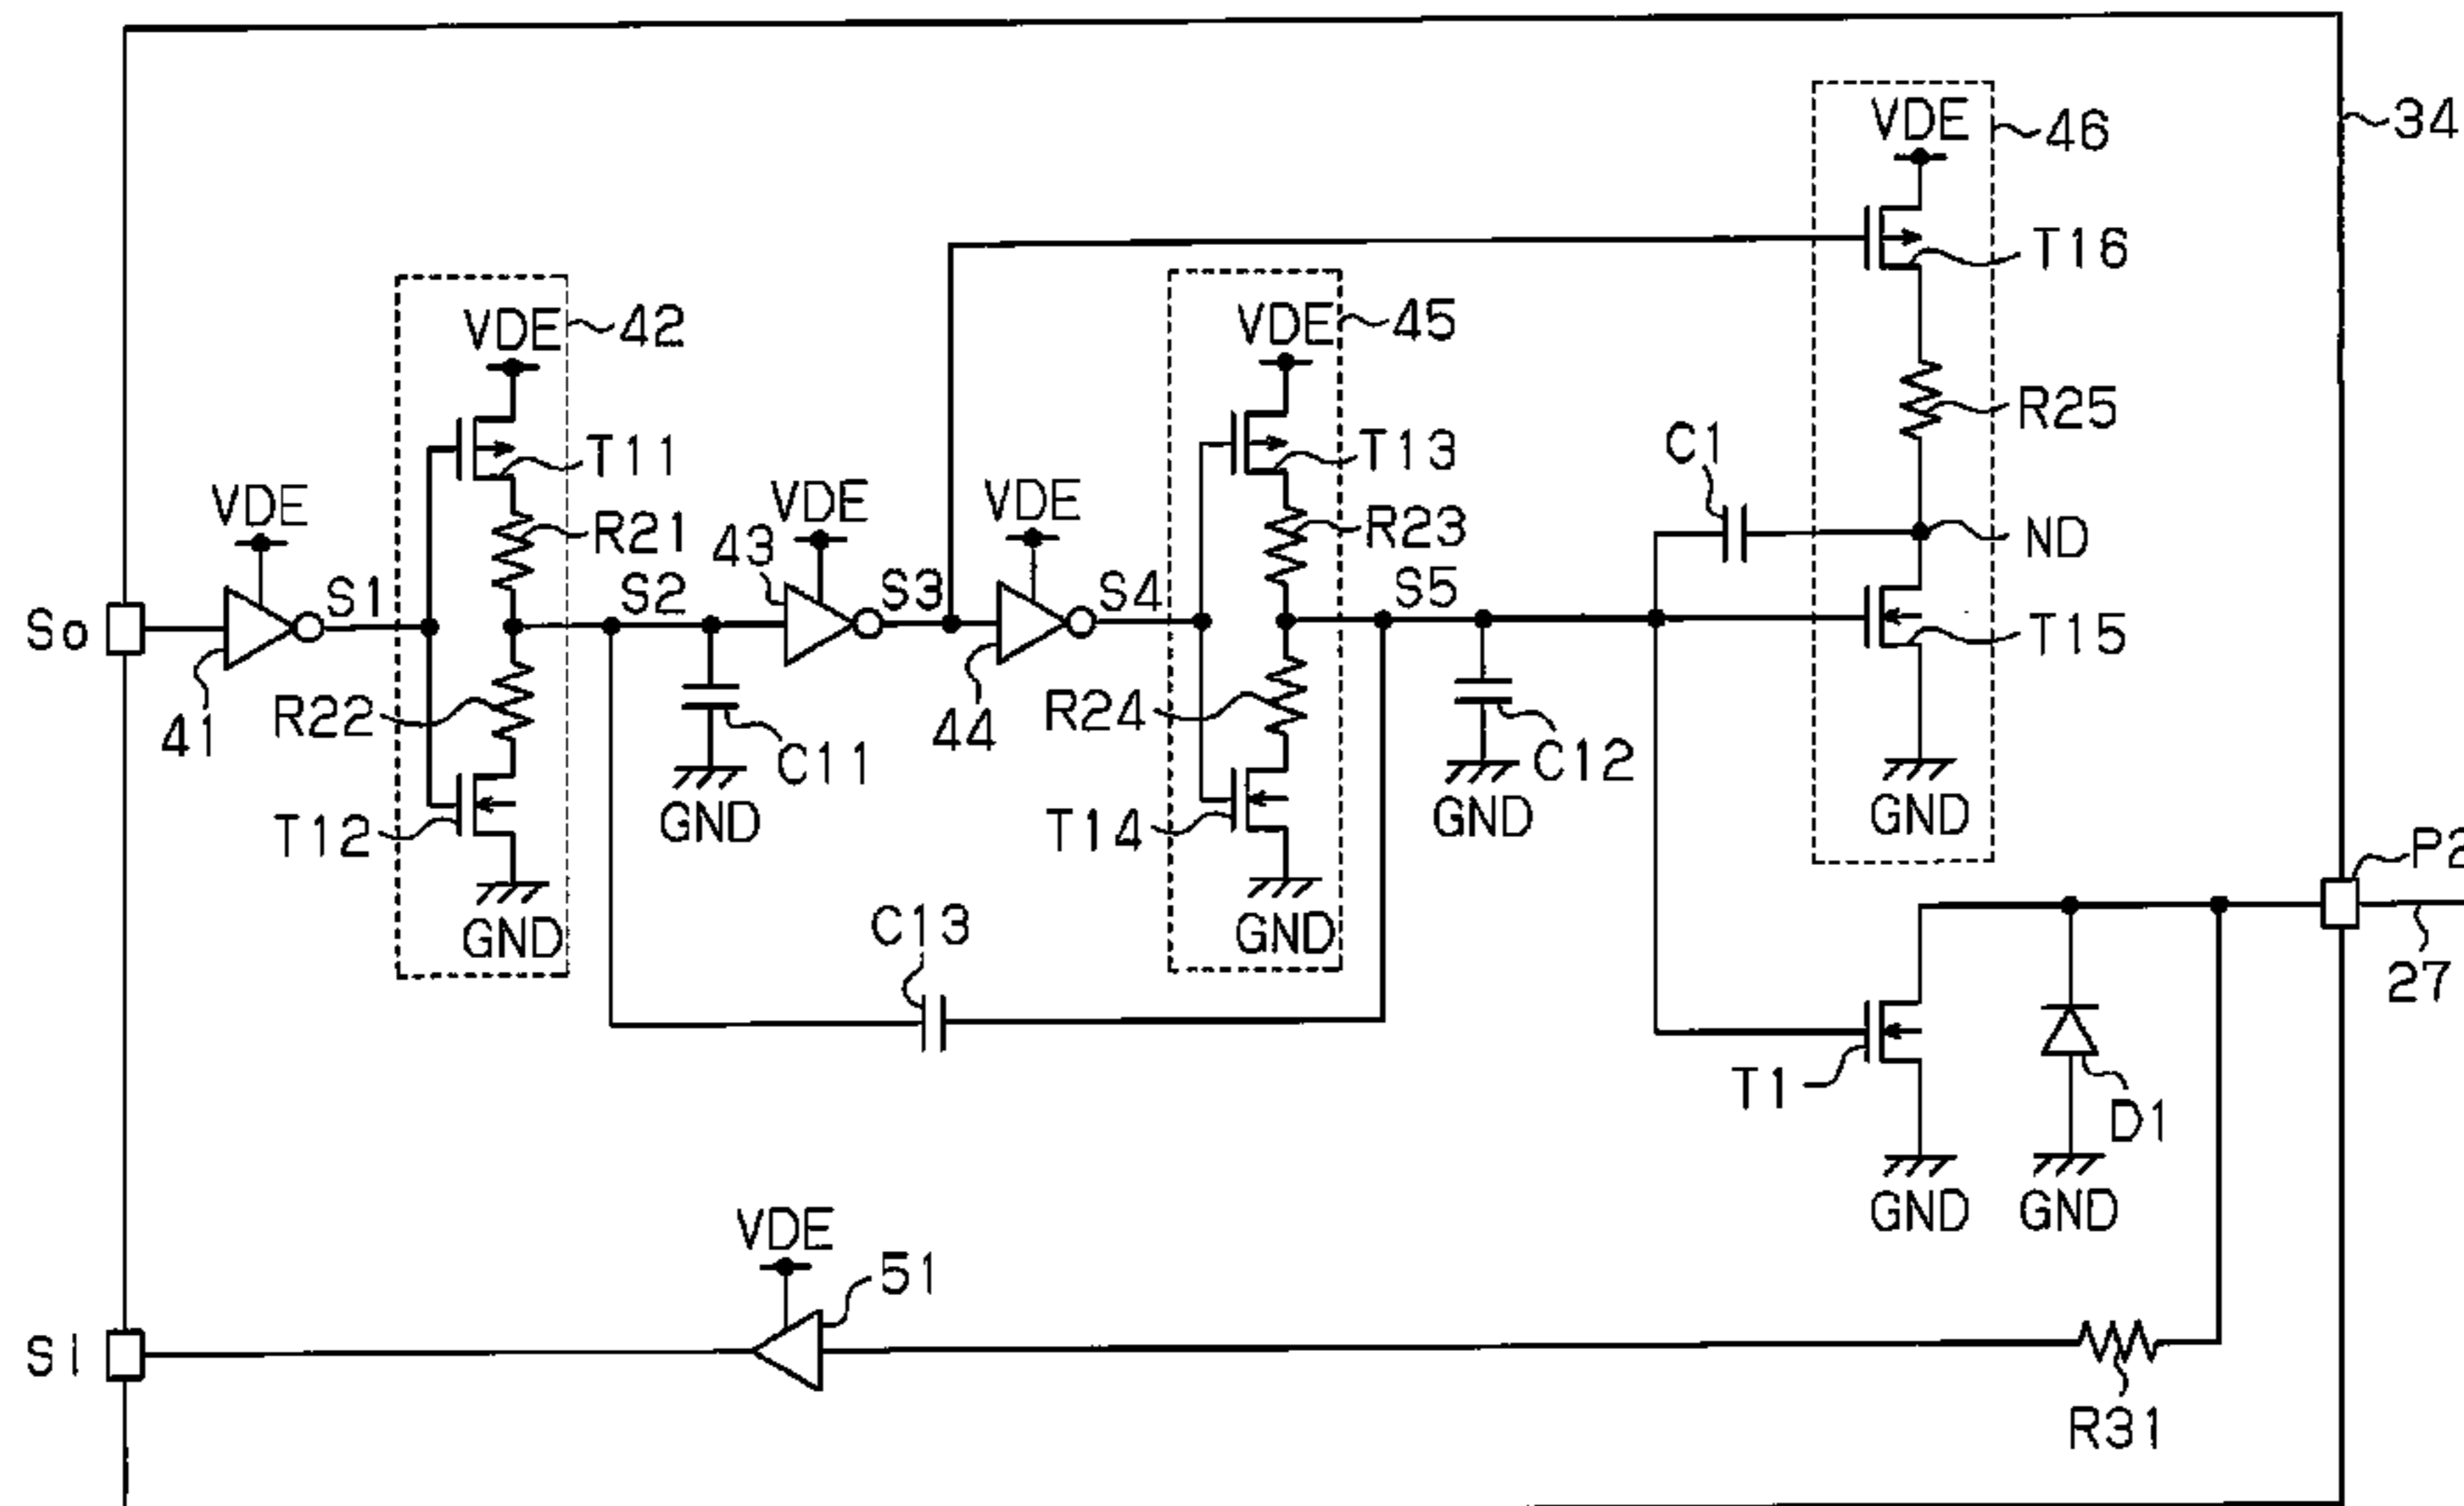 VDE
46
34
T16
VDE
42
VDE
45
R25
C1
T11
T13
VDE
VDE
VDE
R21
43
R23
ND
So
S1
S2
S3
S4
S5
T15
41
R22
C11
44
R24
C12
T12
GND
T14
GND
GND
P2
GND
C13
GND
27
T1
D1
VDE
51
GND
GND
SI
R31